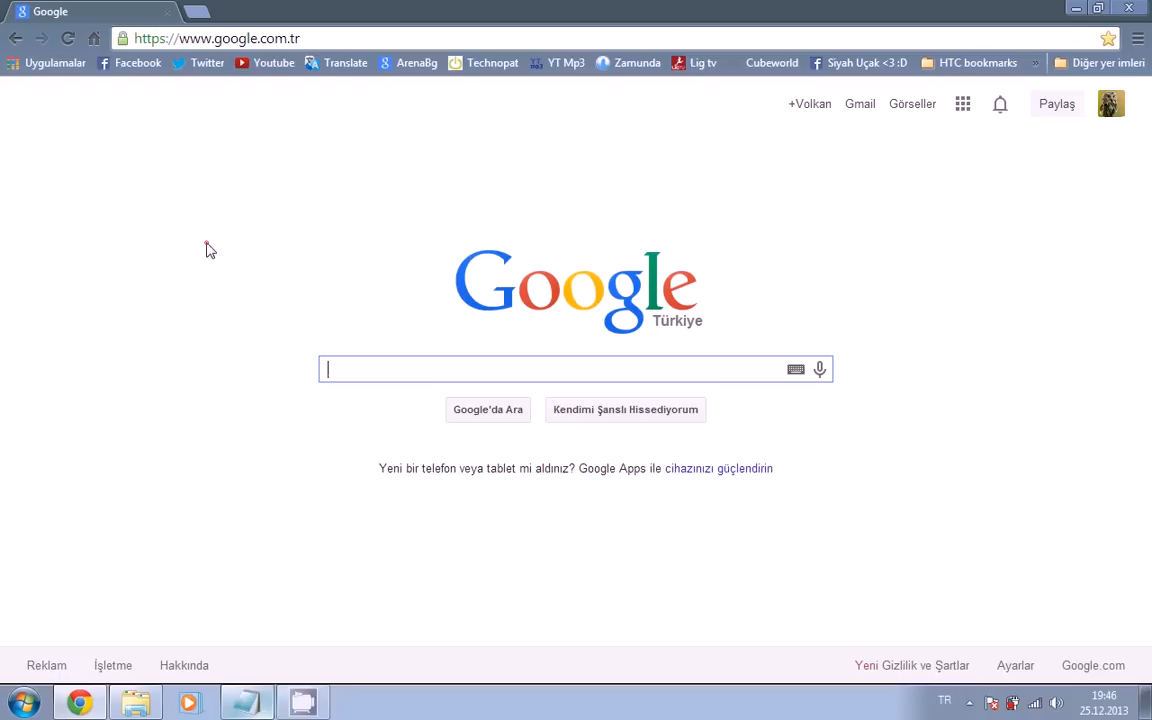 Google
https://www.google.com.tr
Uygulamalar Facebook Twitter Youtube Translate ArenaBg Technopat YT Mp3 Zamunda Lig tv Cubeworld Siyah Uçak <3 :D HTC bookmarks » Diğer yer imleri
+Volkan Gmail Görseller Paylaş
Google
Türkiye
Google'da Ara Kendimi Şanslı Hissediyorum
Yeni bir telefon veya tablet mi aldınız? Google Apps ile cihazınızı güçlendirin
Reklam İşletme Hakkında Yeni Gizlilik ve Şartlar Ayarlar Google.com
TR 19:46
25.12.2013